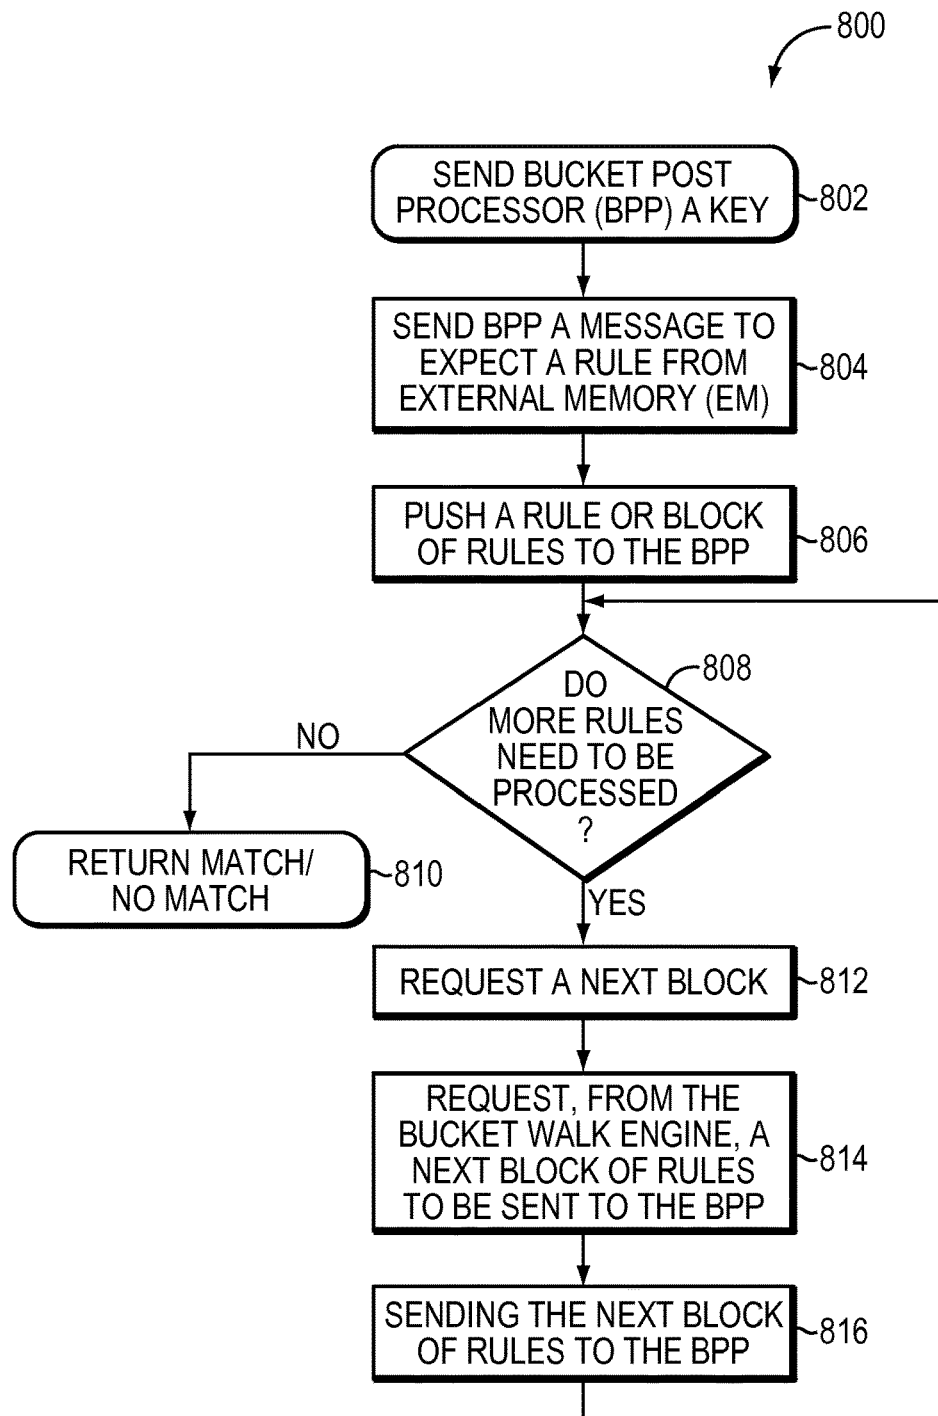 800
SEND BUCKET POST
PROCESSOR (BPP) A KEY
802
SEND BPP A MESSAGE TO
EXPECT A RULE FROM
EXTERNAL MEMORY (EM)
804
PUSH A RULE OR BLOCK
OF RULES TO THE BPP
806
DO
MORE RULES
NEED TO BE
PROCESSED
?
808
NO
RETURN MATCH/
NO MATCH
810
YES
REQUEST A NEXT BLOCK
812
REQUEST, FROM THE
BUCKET WALK ENGINE, A
NEXT BLOCK OF RULES
TO BE SENT TO THE BPP
814
SENDING THE NEXT BLOCK
OF RULES TO THE BPP
816